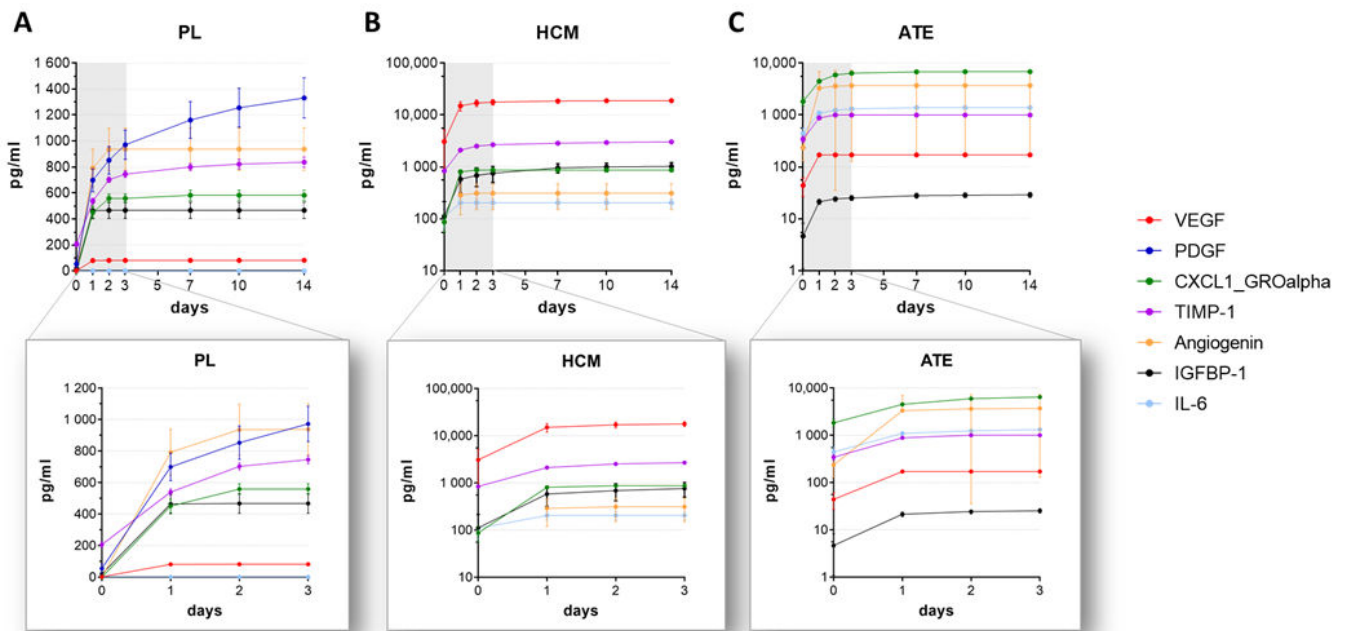 A
PL
1 600
1 400
1 200
1 000
800
600
400
200
0
pg/ml
0 1 2 3 5 7 10 14
days
B
HCM
100,000
10,000
1 000
100
10
pg/ml
0 1 2 3 5 7 10 14
days
C
ATE
10,000
1 000
100
10
1
pg/ml
0 1 2 3 5 7 10 14
days
VEGF
PDGF
CXCL1_GROalpha
TIMP-1
Angiogenin
IGFBP-1
IL-6
PL
1 200
1 000
800
600
400
200
0
pg/ml
0 1 2 3
days
HCM
100,000
10,000
1 000
100
10
pg/ml
0 1 2 3
days
ATE
10,000
1 000
100
10
1
pg/ml
0 1 2 3
days